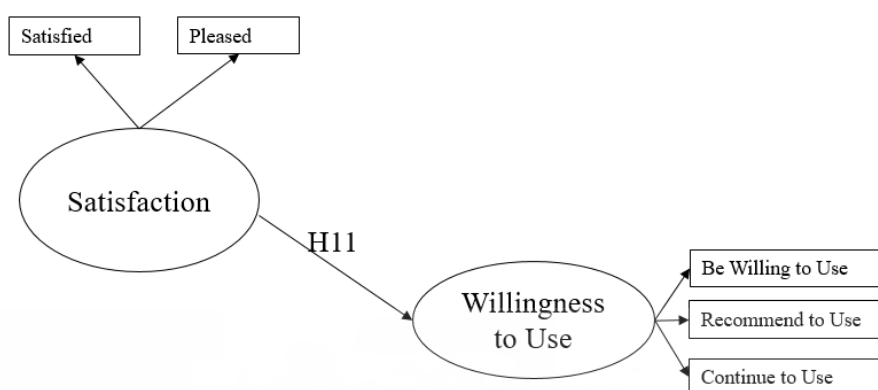 Satisfied
Pleased
Satisfaction
H11
Willingness
to Use
Be Willing to Use
Recommend to Use
Continue to Use